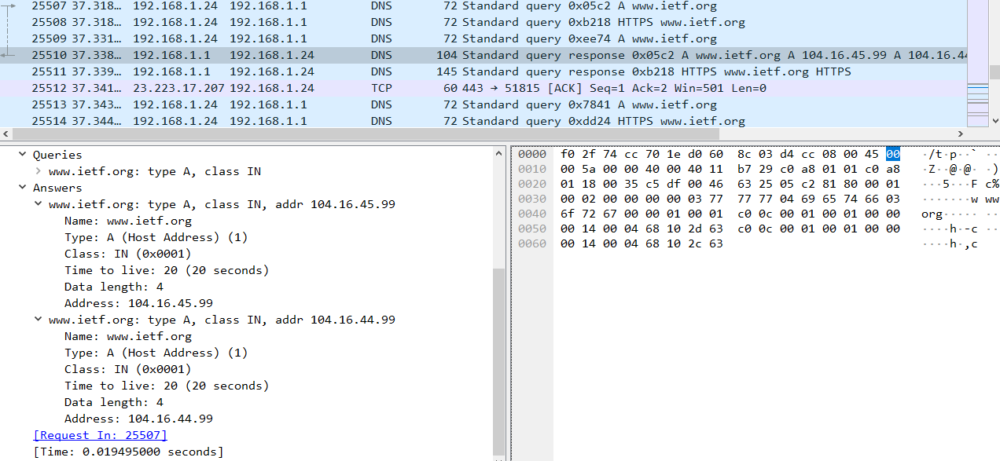 25507 37.318… 192.168.1.24 192.168.1.1 DNS 72 Standard query 0x05c2 A www.ietf.org
25508 37.318… 192.168.1.24 192.168.1.1 DNS 72 Standard query 0xb218 HTTPS www.ietf.org
25509 37.331… 192.168.1.24 192.168.1.1 DNS 72 Standard query 0xee74 A www.ietf.org
25510 37.338… 192.168.1.1 192.168.1.24 DNS 104 Standard query response 0x05c2 A www.ietf.org A 104.16.45.99 A 104.16.44
25511 37.339… 192.168.1.1 192.168.1.24 DNS 145 Standard query response 0xb218 HTTPS www.ietf.org HTTPS
25512 37.341… 23.223.17.207 192.168.1.24 TCP 60 443 → 51815 [ACK] Seq=1 Ack=2 Win=501 Len=0
25513 37.343… 192.168.1.24 192.168.1.1 DNS 72 Standard query 0x7841 A www.ietf.org
25514 37.344… 192.168.1.24 192.168.1.1 DNS 72 Standard query 0xdd24 HTTPS www.ietf.org
Queries
www.ietf.org: type A, class IN
Answers
www.ietf.org: type A, class IN, addr 104.16.45.99
Name: www.ietf.org
Type: A (Host Address) (1)
Class: IN (0x0001)
Time to live: 20 (20 seconds)
Data length: 4
Address: 104.16.45.99
www.ietf.org: type A, class IN, addr 104.16.44.99
Name: www.ietf.org
Type: A (Host Address) (1)
Class: IN (0x0001)
Time to live: 20 (20 seconds)
Data length: 4
Address: 104.16.44.99
[Request In: 25507]
[Time: 0.019495000 seconds]
0000 f0 2f 74 cc 70 1e d0 60 8c 03 d4 cc 08 00 45 00 ·/t·p··` ··
0010 00 5a 00 00 40 00 40 11 b7 29 c0 a8 01 01 c0 a8 ·Z··@·@· ·)
0020 01 18 00 35 c5 df 00 46 63 25 05 c2 81 80 00 01 ···5···F c%
0030 00 02 00 00 00 00 03 77 77 77 04 69 65 74 66 03 ·······w ww
0040 6f 72 67 00 00 01 00 01 c0 0c 00 01 00 01 00 00 org····· ··
0050 00 14 00 04 68 10 2d 63 c0 0c 00 01 00 01 00 00 ····h·-c ··
0060 00 14 00 04 68 10 2c 63 ····h·,c